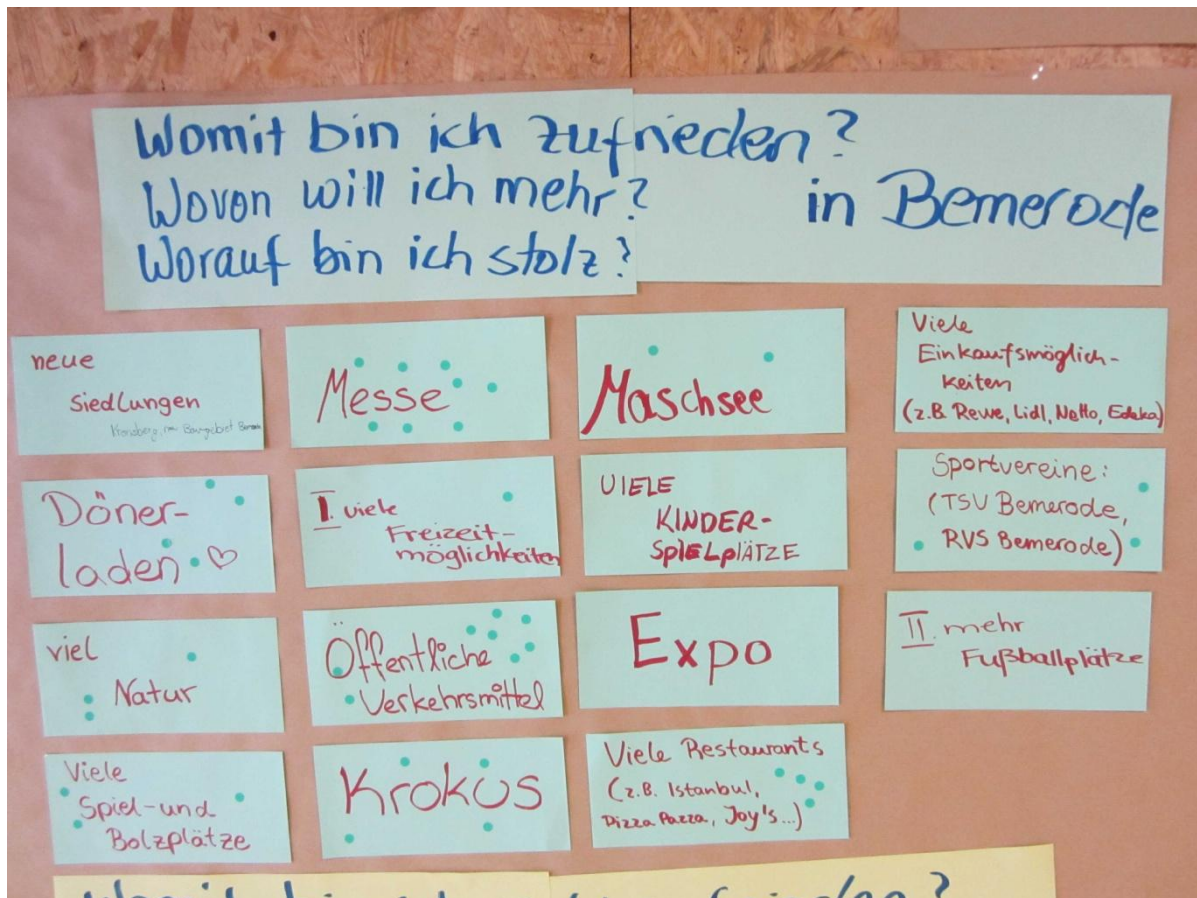 Womit bin ich zufrieden?
Wovon will ich mehr?
Worauf bin ich stolz?
in Bemerode
neue
Siedlungen
Messe
Maschsee
Viele
Einkaufsmöglich-
keiten
(z.B. Rewe, Lidl, Netto, Edeka)
Döner-
laden
I. viele
Freizeit-
möglichkeiten
VIELE
KINDER-
SPIELPLÄTZE
Sportvereine:
(TSV Bemerode,
RVS Bemerode)
viel
Natur
Öffentliche
Verkehrsmittel
Expo
II. mehr
Fußballplätze
Viele
Spiel- und
Bolzplätze
Krokus
Viele Restaurants
(z.B. Istanbul,
Pizza Pazza, Joy's...)